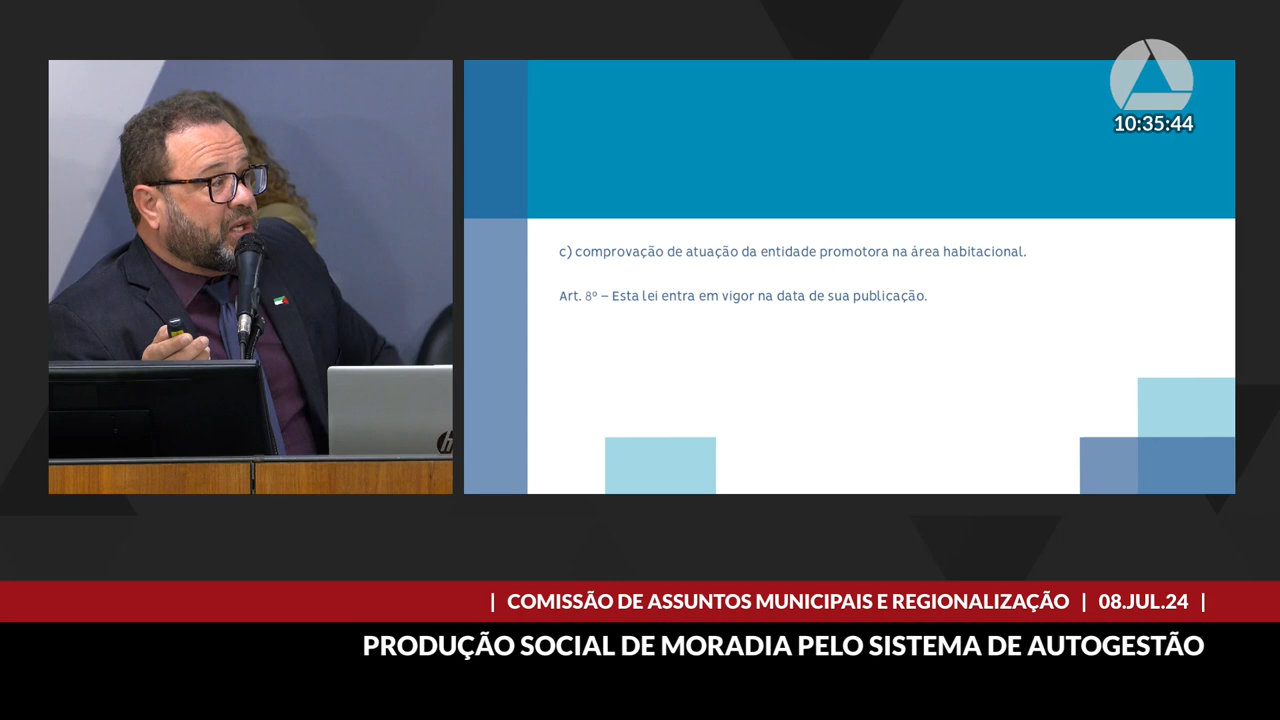 10:35:44
c) comprovação de atuação da entidade promotora na área habitacional.
Art. 8º – Esta lei entra em vigor na data de sua publicação.
hp
| COMISSÃO DE ASSUNTOS MUNICIPAIS E REGIONALIZAÇÃO | 08.JUL.24 |
PRODUÇÃO SOCIAL DE MORADIA PELO SISTEMA DE AUTOGESTÃO